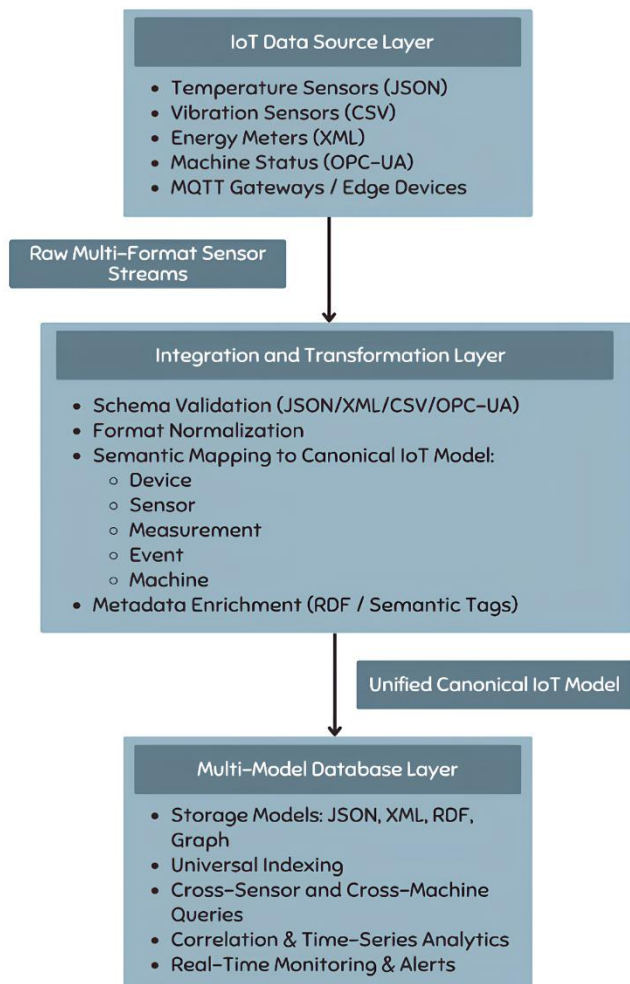 IoT Data Source Layer
• Temperature Sensors (JSON)
• Vibration Sensors (CSV)
• Energy Meters (XML)
• Machine Status (OPC-UA)
• MQTT Gateways / Edge Devices
Raw Multi-Format Sensor
Streams
Integration and Transformation Layer
• Schema Validation (JSON/XML/CSV/OPC-UA)
• Format Normalization
• Semantic Mapping to Canonical IoT Model:
○ Device
○ Sensor
○ Measurement
○ Event
○ Machine
• Metadata Enrichment (RDF / Semantic Tags)
Unified Canonical IoT Model
Multi-Model Database Layer
• Storage Models: JSON, XML, RDF,
Graph
• Universal Indexing
• Cross-Sensor and Cross-Machine
Queries
• Correlation & Time-Series Analytics
• Real-Time Monitoring & Alerts